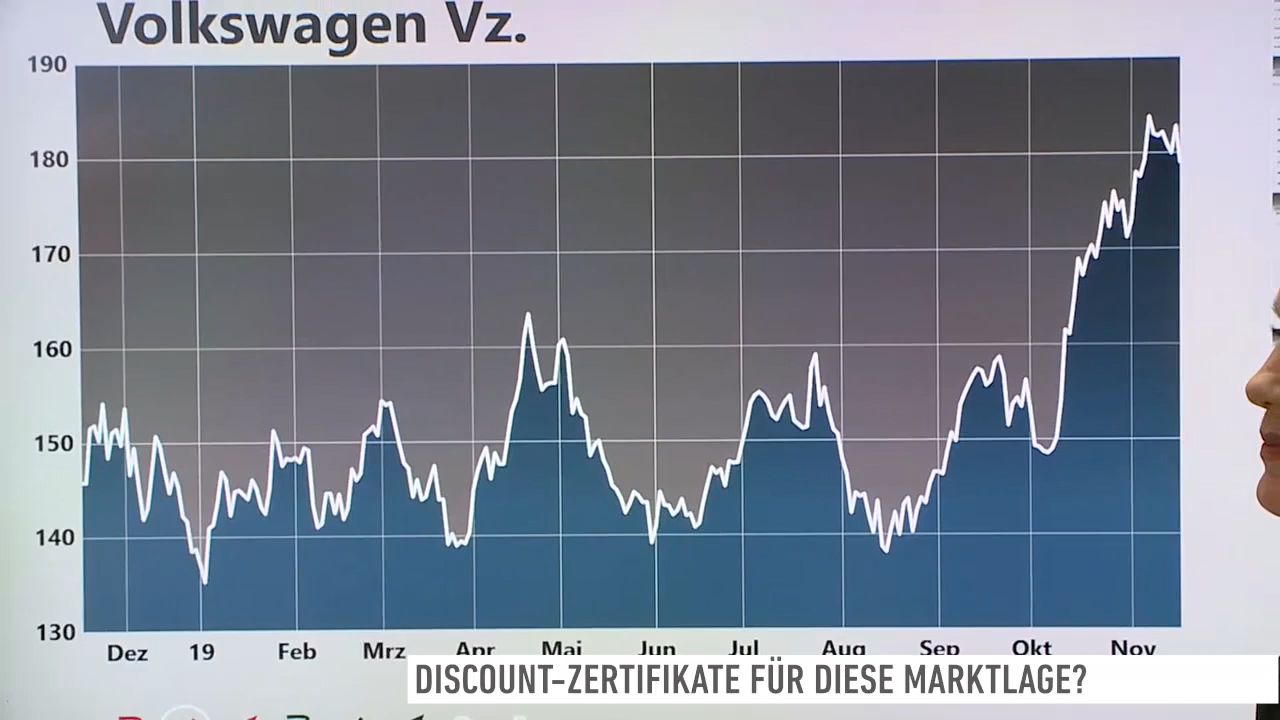 Volkswagen Vz.
190
180
170
160
150
140
130
Dez 19 Feb Mrz Apr Mai Jun Jul Aug Sep Okt Nov
DISCOUNT-ZERTIFIKATE FÜR DIESE MARKTLAGE?